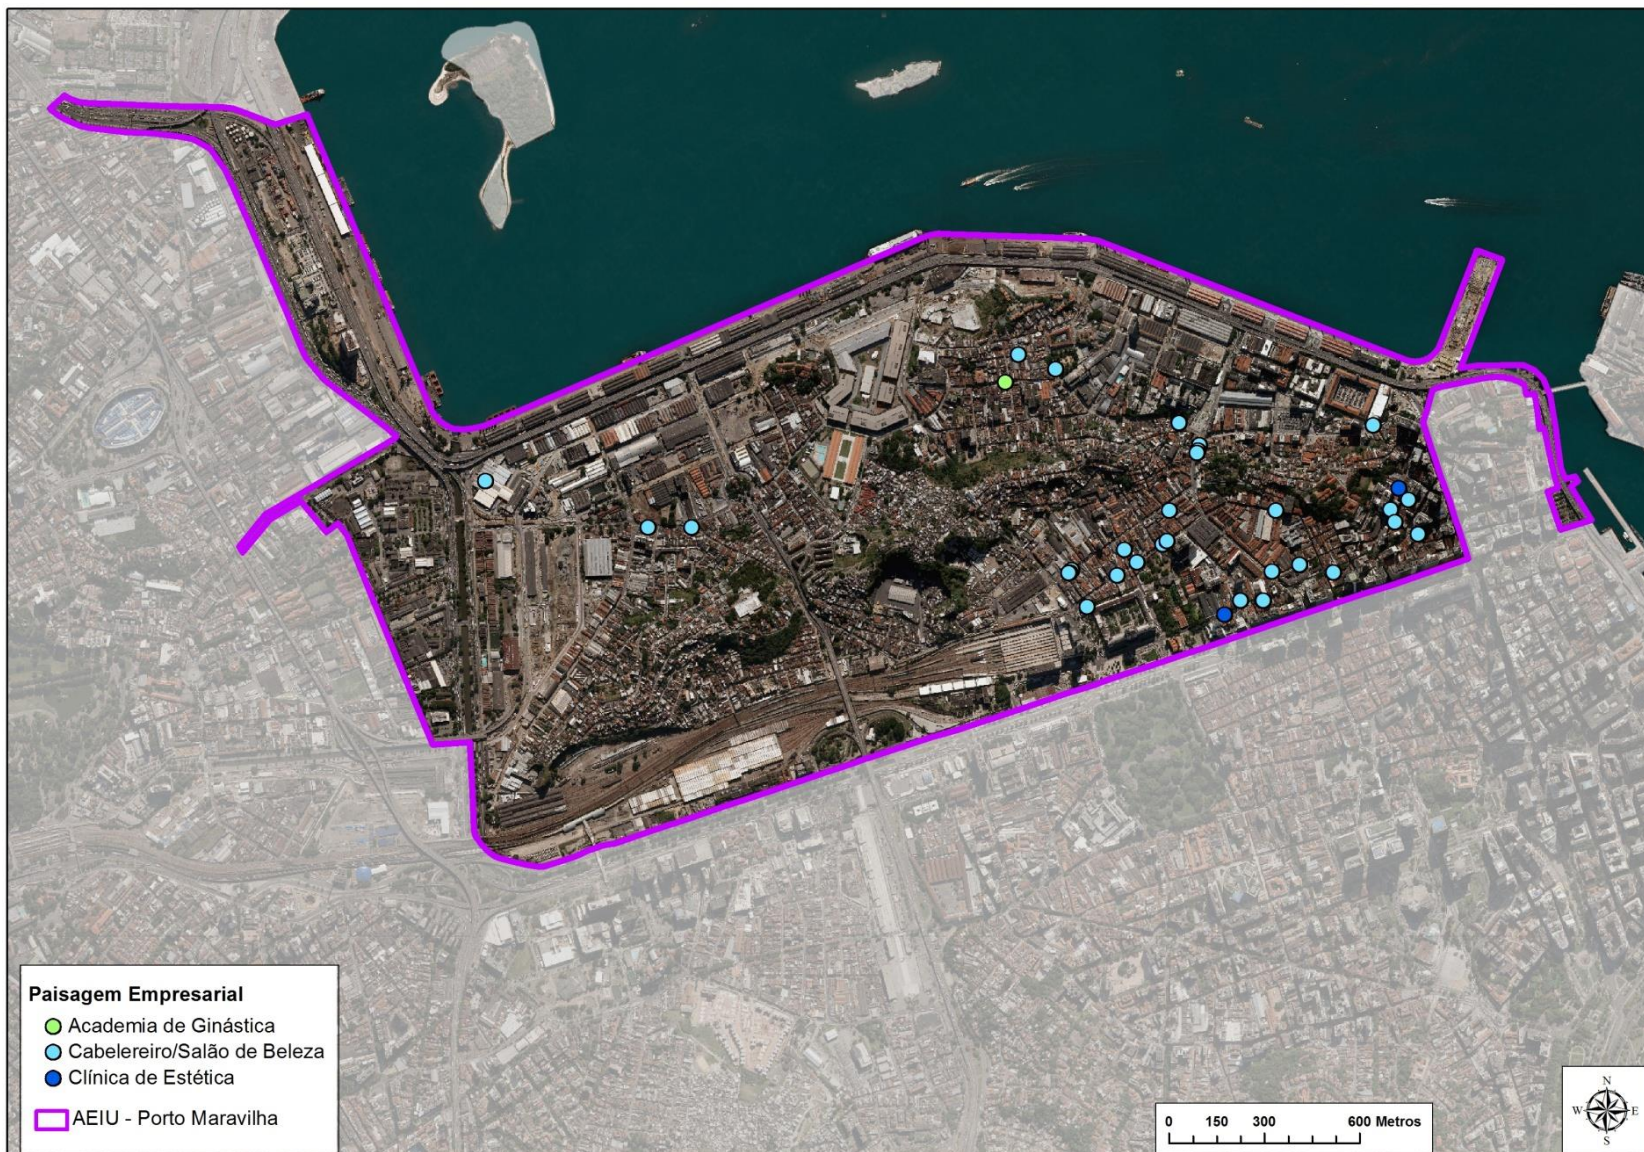 Paisagem Empresarial
Academia de Ginástica
Cabelereiro/Salão de Beleza
Clínica de Estética
AEIU - Porto Maravilha
0 150 300 600 Metros
N
W E
S